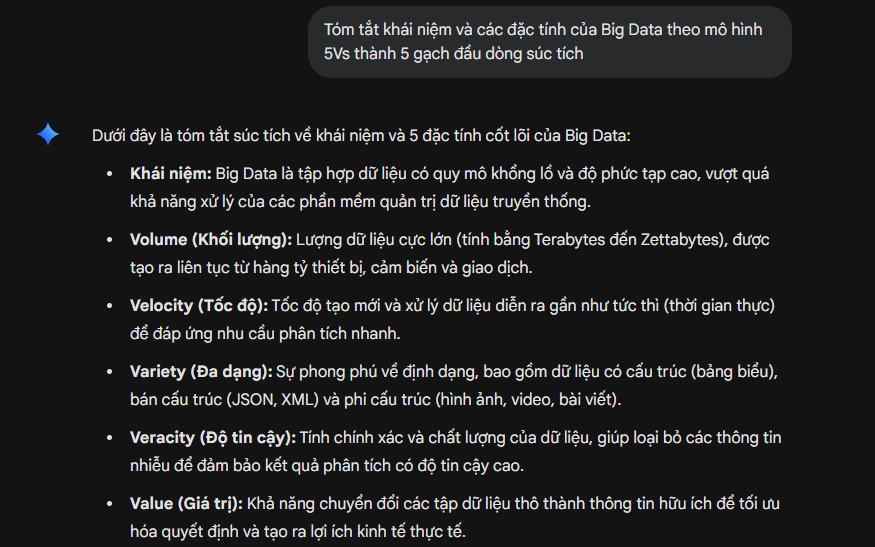 Tóm tắt khái niệm và các đặc tính của Big Data theo mô hình
5Vs thành 5 gạch đầu dòng súc tích
Dưới đây là tóm tắt súc tích về khái niệm và 5 đặc tính cốt lõi của Big Data:
• Khái niệm: Big Data là tập hợp dữ liệu có quy mô khổng lồ và độ phức tạp cao, vượt quá
khả năng xử lý của các phần mềm quản trị dữ liệu truyền thống.
• Volume (Khối lượng): Lượng dữ liệu cực lớn (tính bằng Terabytes đến Zettabytes), được
tạo ra liên tục từ hàng tỷ thiết bị, cảm biến và giao dịch.
• Velocity (Tốc độ): Tốc độ tạo mới và xử lý dữ liệu diễn ra gần như tức thì (thời gian thực)
để đáp ứng nhu cầu phân tích nhanh.
• Variety (Đa dạng): Sự phong phú về định dạng, bao gồm dữ liệu có cấu trúc (bảng biểu),
bán cấu trúc (JSON, XML) và phi cấu trúc (hình ảnh, video, bài viết).
• Veracity (Độ tin cậy): Tính chính xác và chất lượng của dữ liệu, giúp loại bỏ các thông tin
nhiễu để đảm bảo kết quả phân tích có độ tin cậy cao.
• Value (Giá trị): Khả năng chuyển đổi các tập dữ liệu thô thành thông tin hữu ích để tối ưu
hóa quyết định và tạo ra lợi ích kinh tế thực tế.